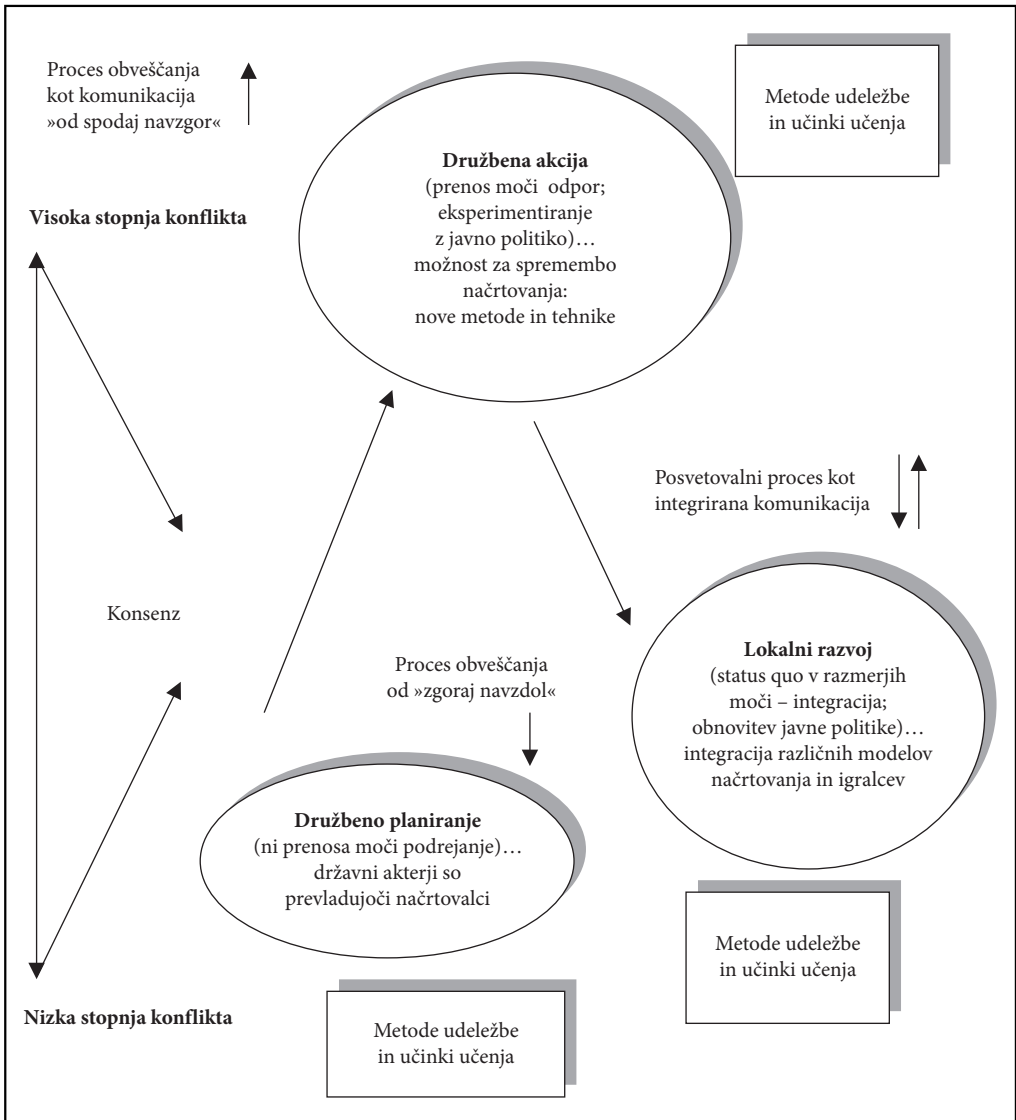 Proces obveščanja
kot komunikacija
»od spodaj navzgor«
Metode udeležbe
in učinki učenja
Družbena akcija
(prenos moči odpor;
eksperimentiranje
z javno politiko)…
možnost za spremembo
načrtovanja:
nove metode in tehnike
Visoka stopnja konflikta
Posvetovalni proces kot
integrirana komunikacija
Konsenz
Proces obveščanja
od »zgoraj navzdol«
Lokalni razvoj
(status quo v razmerjih
moči – integracija;
obnovitev javne politike)…
integracija različnih modelov
načrtovanja in igralcev
Družbeno planiranje
(ni prenosa moči podrejanje)…
državni akterji so
prevladujoči načrtovalci
Metode udeležbe
in učinki učenja
Nizka stopnja konflikta
Metode udeležbe
in učinki učenja